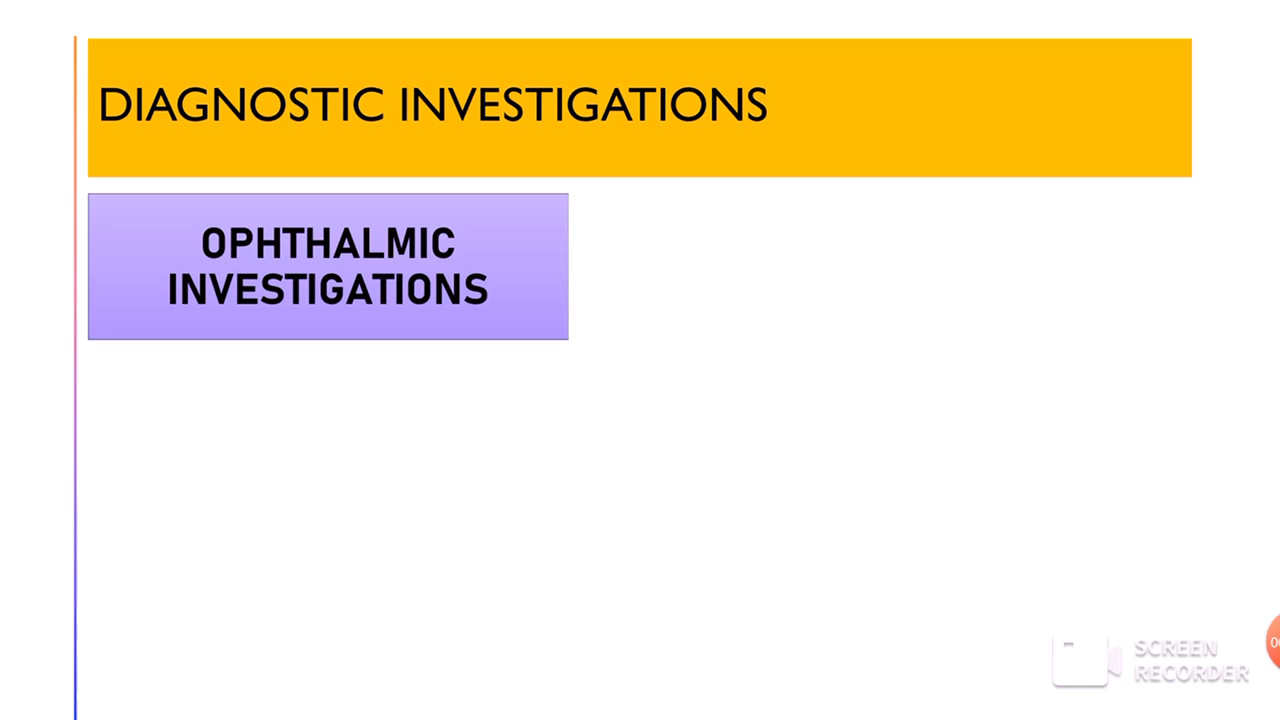 DIAGNOSTIC INVESTIGATIONS
OPHTHALMIC
INVESTIGATIONS
SCREEN
RECORDER